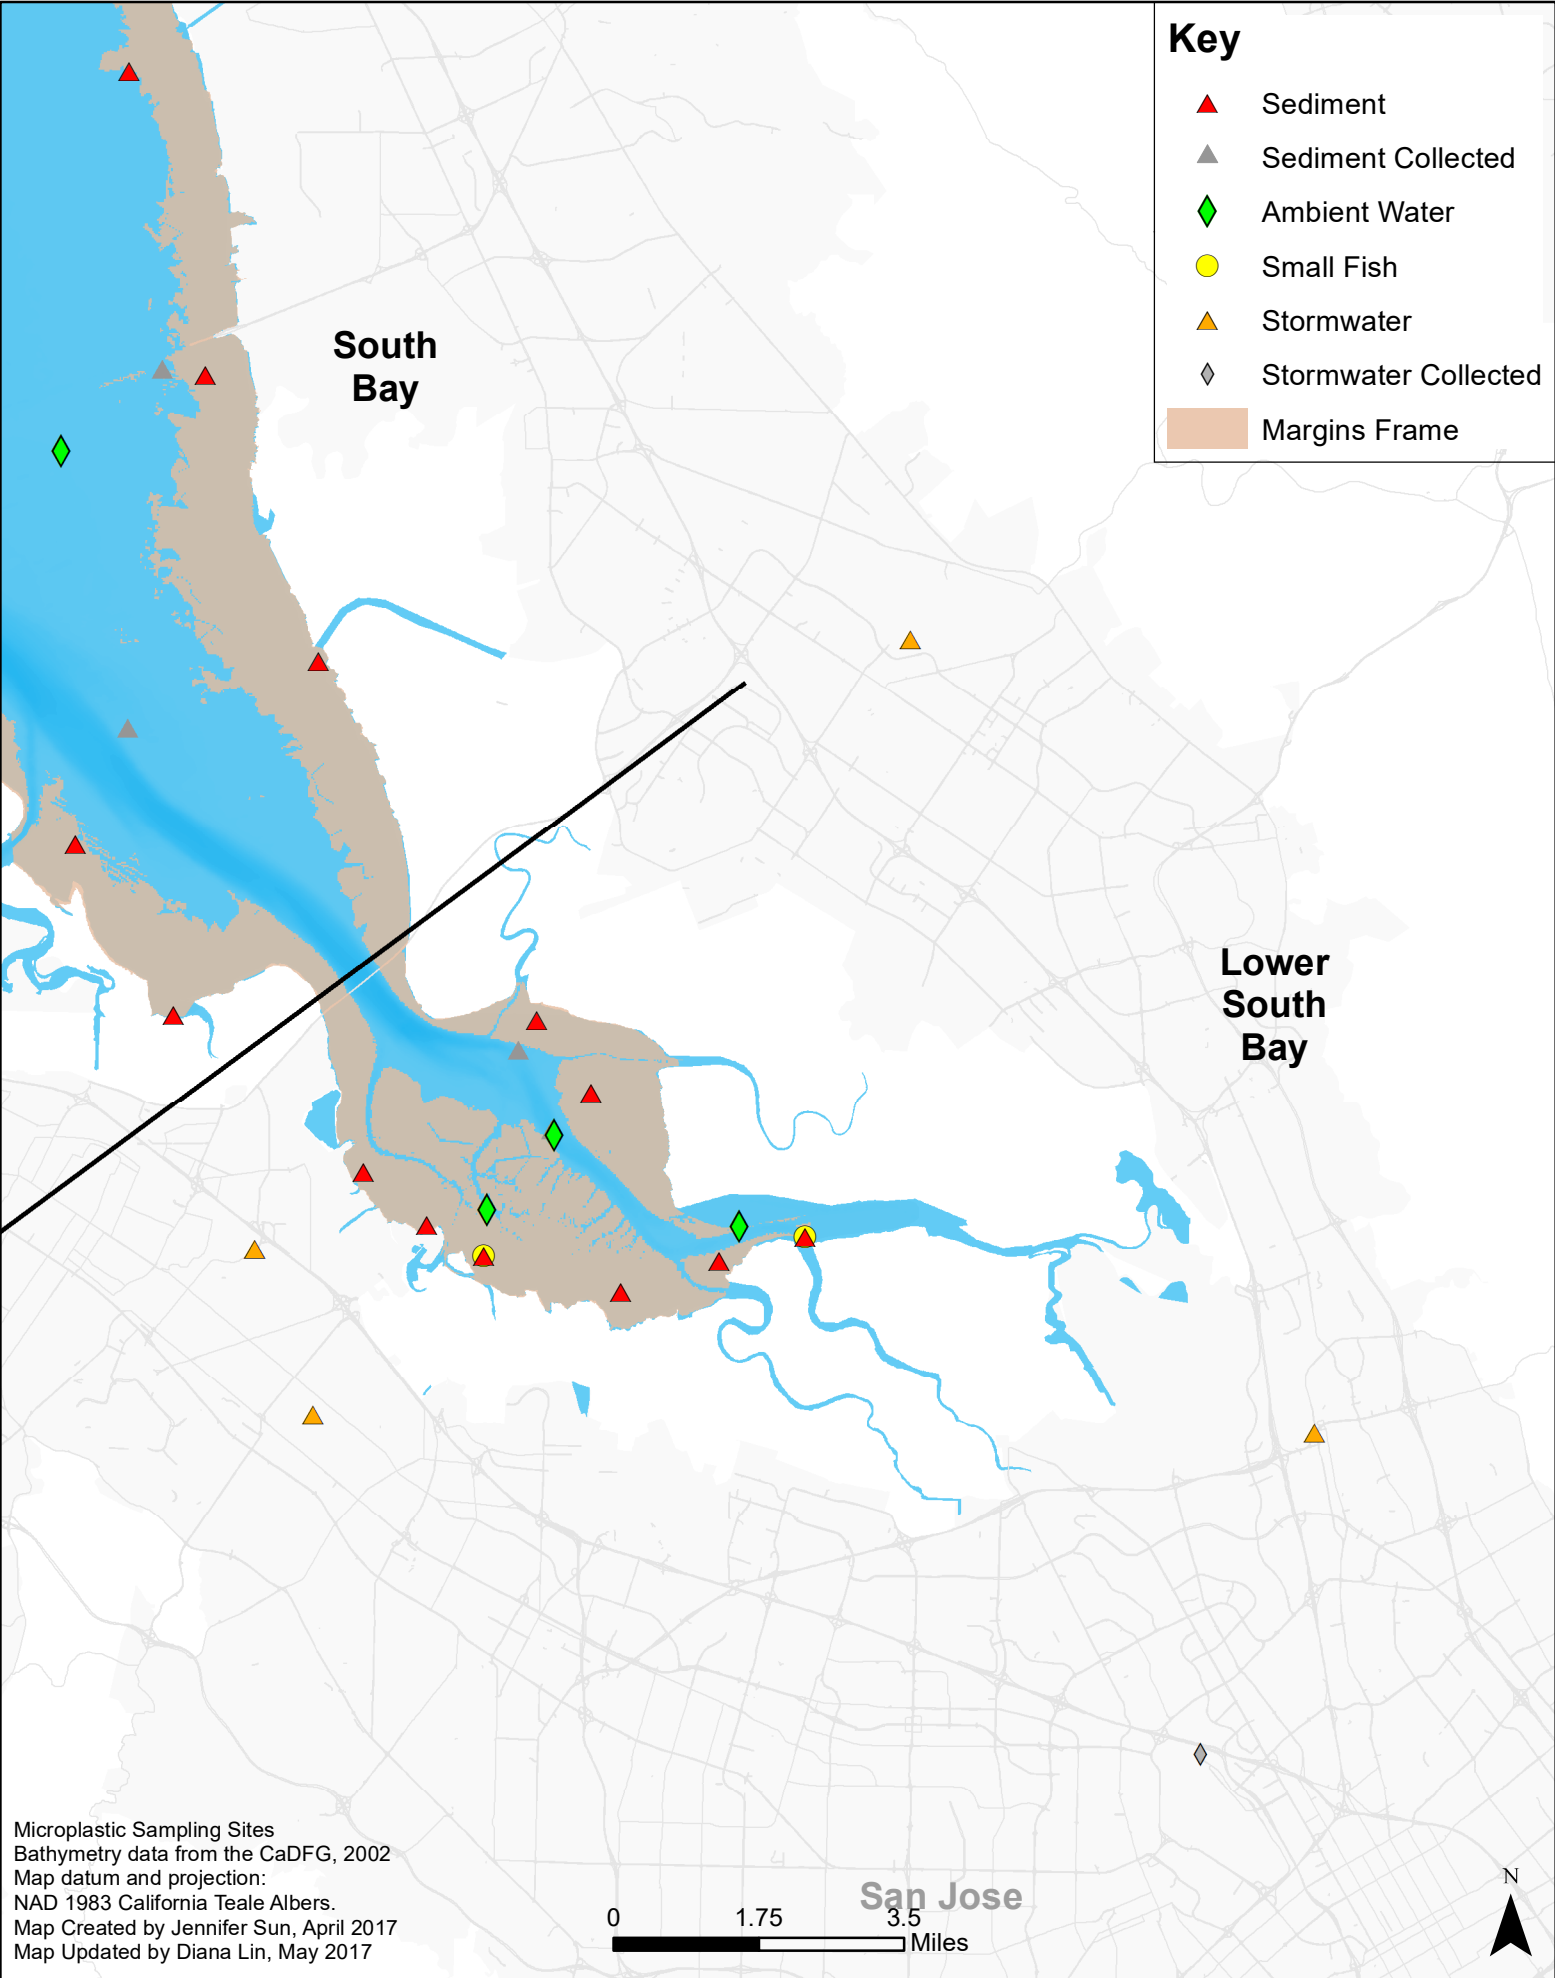 Key
Sediment
Sediment Collected
Ambient Water
Small Fish
Stormwater
Stormwater Collected
Margins Frame
South
Bay
Lower
South
Bay
San Jose
Microplastic Sampling Sites
Bathymetry data from the CaDFG, 2002
Map datum and projection:
NAD 1983 California Teale Albers.
Map Created by Jennifer Sun, April 2017
Map Updated by Diana Lin, May 2017
0 1.75 3.5
Miles
N